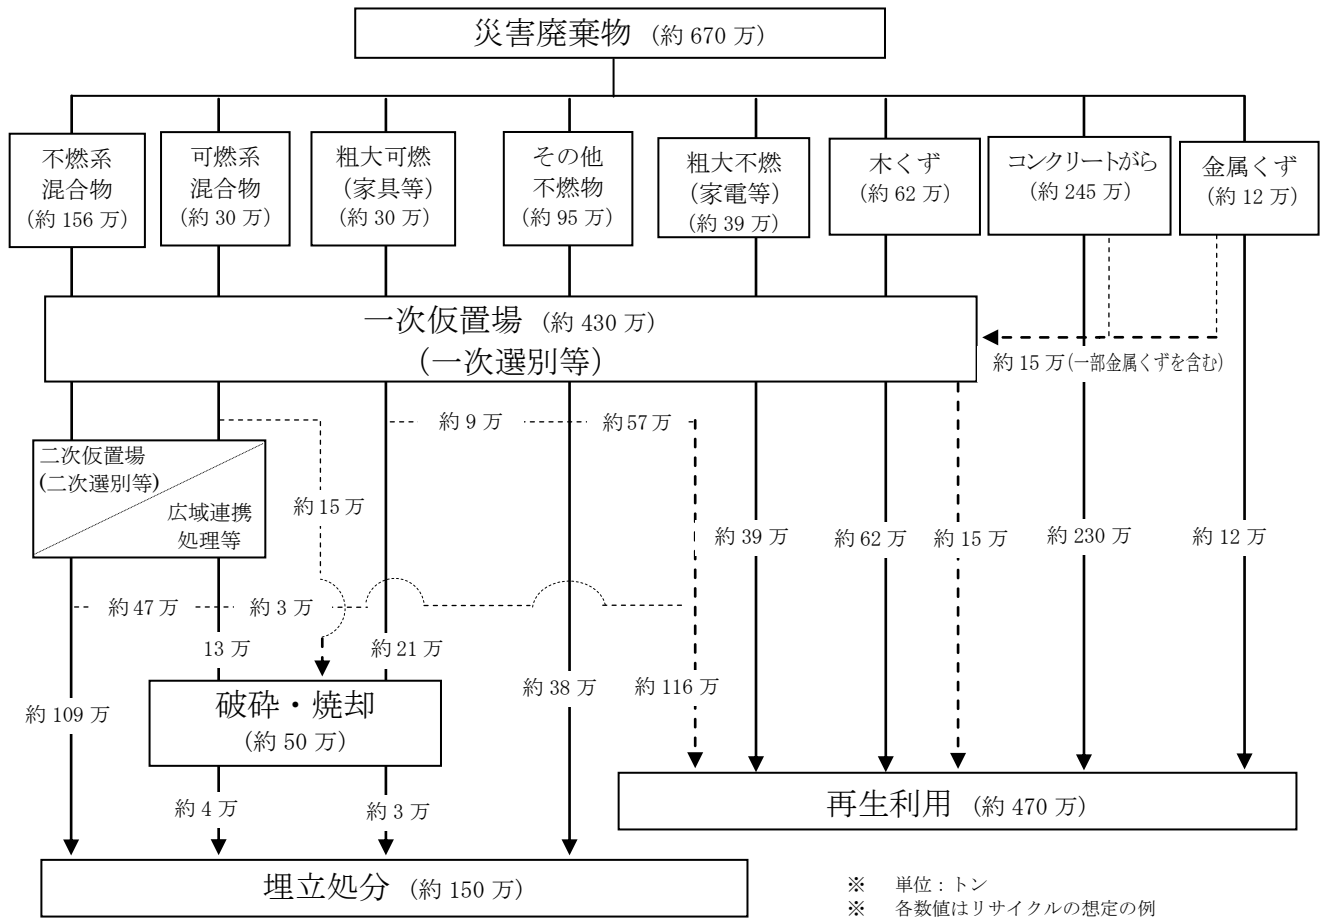 災害廃棄物 (約 670 万)
不燃系
混合物
(約 156 万)
可燃系
混合物
(約 30 万)
粗大可燃
(家具等)
(約 30 万)
その他
不燃物
(約 95 万)
粗大不燃
(家電等)
(約 39 万)
木くず
(約 62 万)
コンクリートがら
(約 245 万)
金属くず
(約 12 万)
一次仮置場 (約 430 万)
(一次選別等)
約 15 万(一部金属くずを含む)
約 9 万
約57 万
二次仮置場
(二次選別等)
広域連携
処理等
約 15 万
約 39 万
約 62 万
約 15 万
約 230 万
約 12 万
約 47 万
約 3 万
13 万
約 21 万
約 109 万
破砕・焼却
(約 50 万)
約 38 万
約 116 万
約 4 万
約 3 万
再生利用 (約 470 万)
埋立処分 (約 150 万)
※ 単位：トン
※ 各数値はリサイクルの想定の例